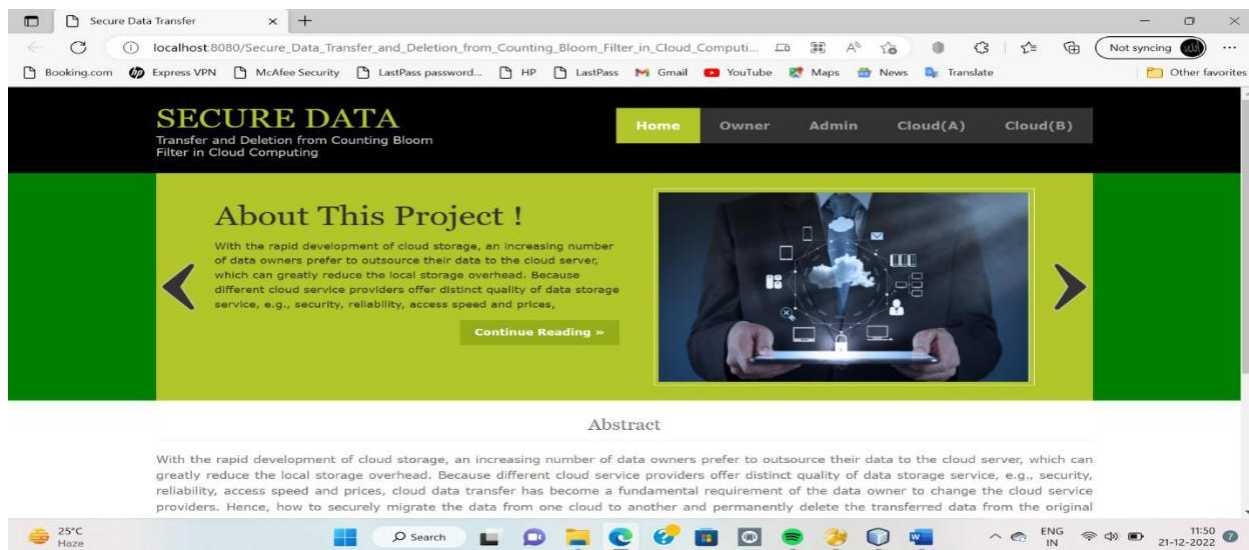 Secure Data Transfer
localhost:8080/Secure_Data_Transfer_and_Deletion_from_Counting_Bloom_Filter_in_Cloud_Computi...
Not syncing
Booking.com Express VPN McAfee Security LastPass password... HP LastPass Gmail YouTube Maps News Translate Other favorites
SECURE DATA
Transfer and Deletion from Counting Bloom
Filter in Cloud Computing
Home Owner Admin Cloud(A) Cloud(B)
About This Project !
With the rapid development of cloud storage, an increasing number
of data owners prefer to outsource their data to the cloud server,
which can greatly reduce the local storage overhead. Because
different cloud service providers offer distinct quality of data storage
service, e.g., security, reliability, access speed and prices,
Continue Reading »
Abstract
With the rapid development of cloud storage, an increasing number of data owners prefer to outsource their data to the cloud server, which can
greatly reduce the local storage overhead. Because different cloud service providers offer distinct quality of data storage service, e.g., security,
reliability, access speed and prices, cloud data transfer has become a fundamental requirement of the data owner to change the cloud service
providers. Hence, how to securely migrate the data from one cloud to another and permanently delete the transferred data from the original
25°C
Haze
Search
ENG
IN
11:50
21-12-2022
7